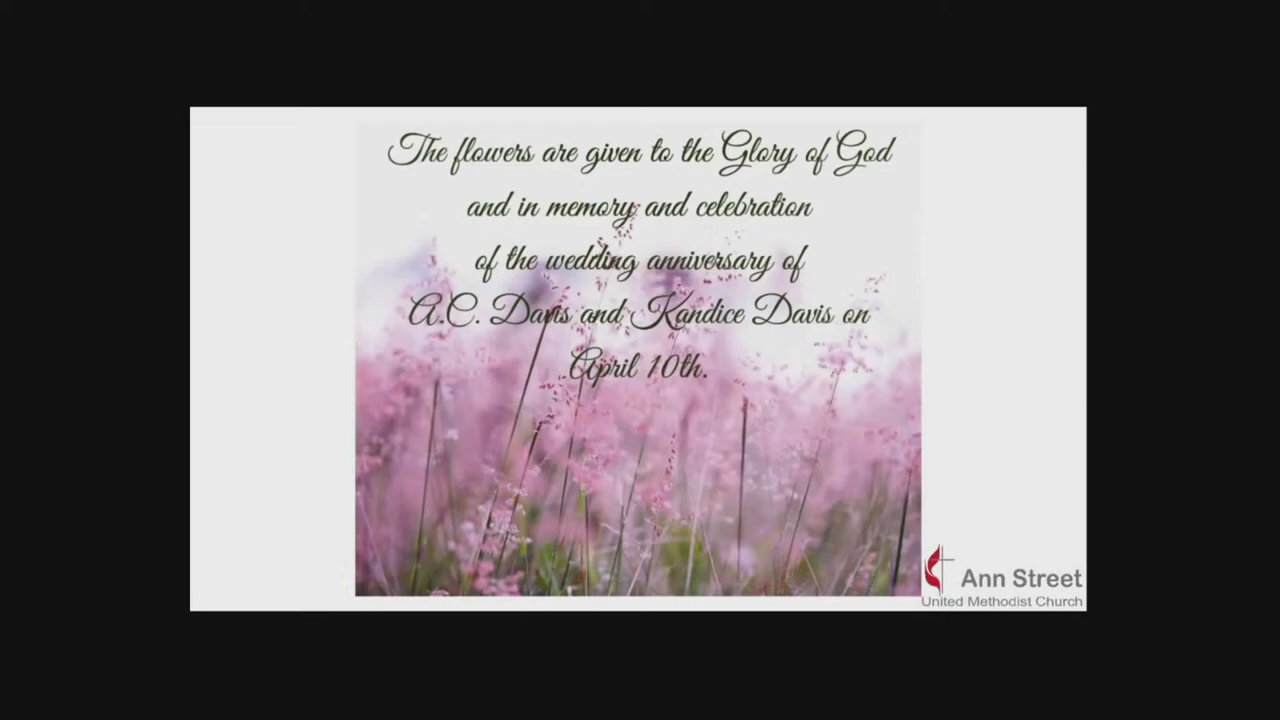 The flowers are given to the Glory of God
and in memory and celebration
of the wedding anniversary of
A.C. Davis and Kandice Davis on
April 10th.
Ann Street
United Methodist Church